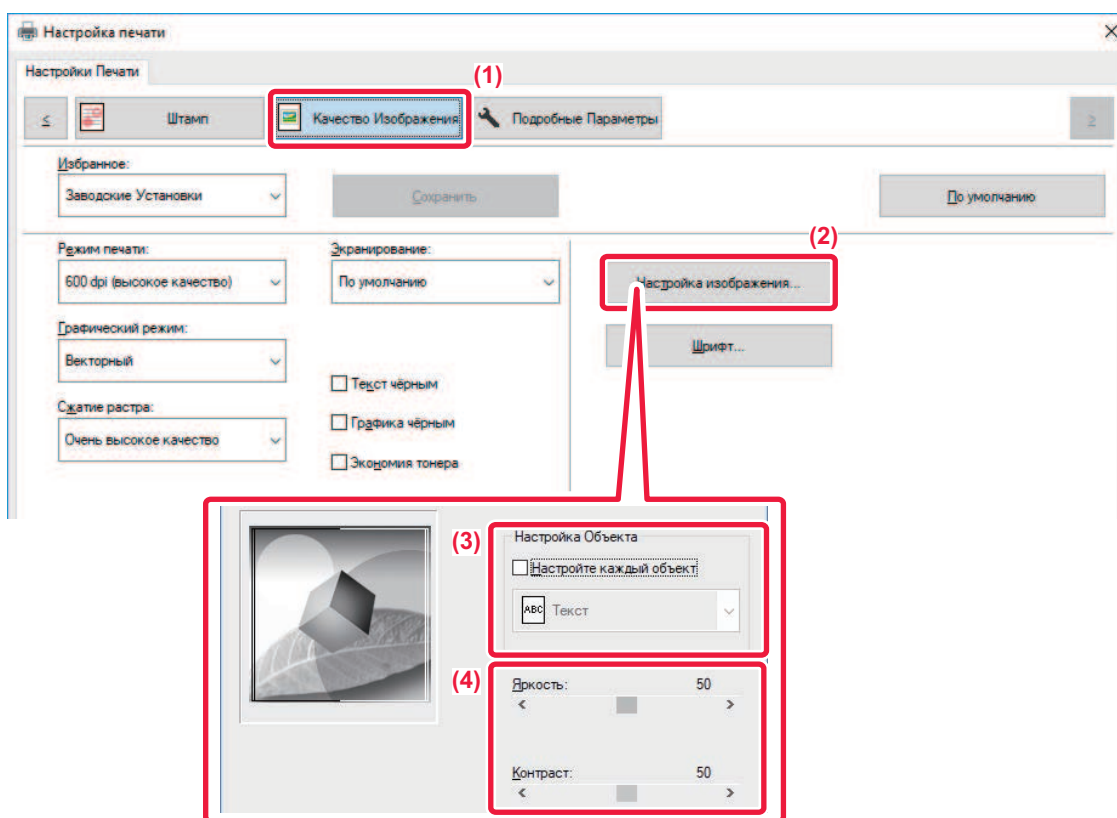 Настройка печати
Настройки Печати
(1)
<
Штамп
Качество Изображения
Подробные Параметры
>
Избранное:
Заводские Установки
Сохранить
По умолчанию
(2)
Режим печати:
Экранирование:
600 dpi (высокое качество)
По умолчанию
Настройка изображения...
Графический режим:
Векторный
Шрифт...
Текст чёрным
Сжатие растра:
Графика чёрным
Очень высокое качество
Экономия тонера
(3)
Настройка Объекта
Настройте каждый объект
ABC Текст
(4)
Яркость: 50
< >
Контраст: 50
< >